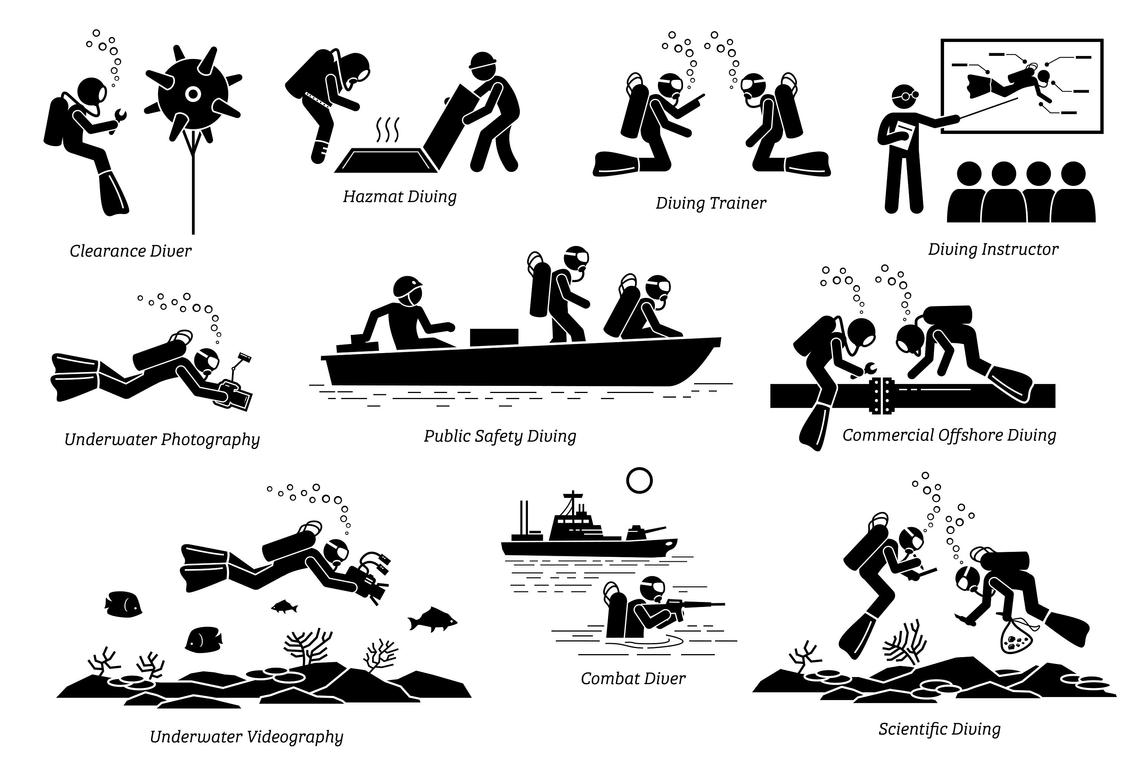 Clearance Diver
Hazmat Diving
Diving Trainer
Diving Instructor
Underwater Photography
Public Safety Diving
Commercial Offshore Diving
Underwater Videography
Combat Diver
Scientific Diving